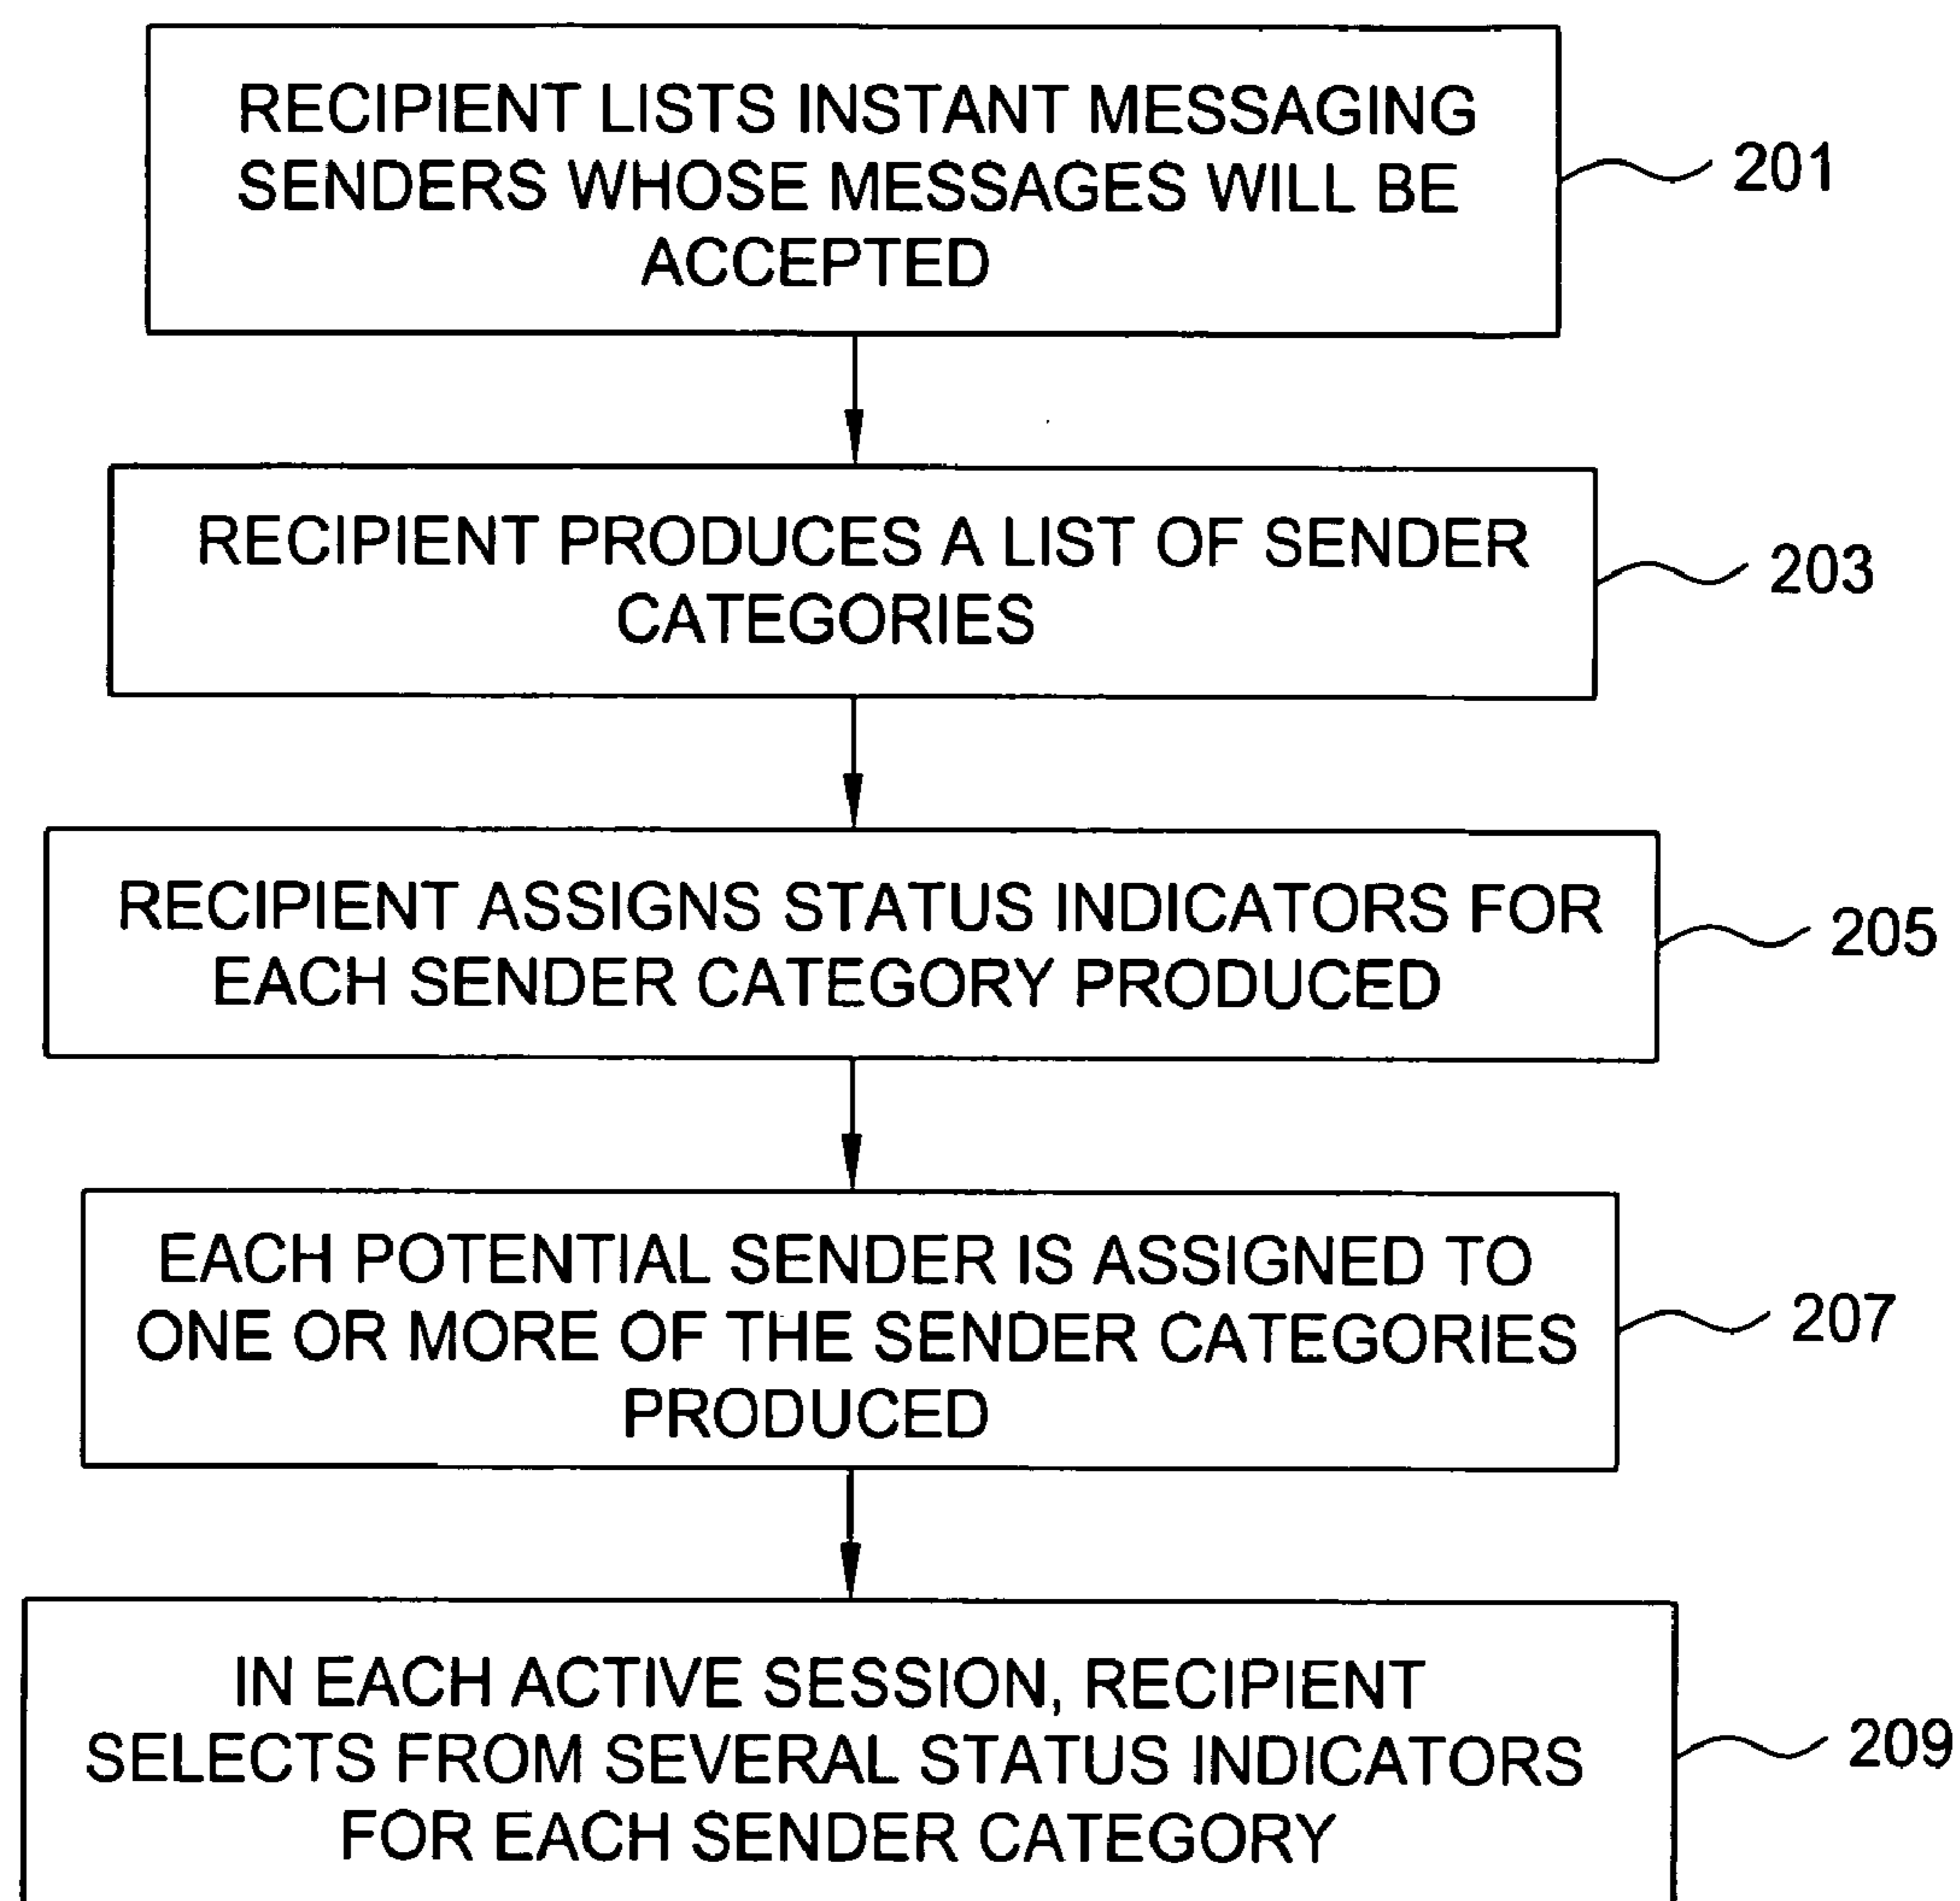 RECIPIENT LISTS INSTANT MESSAGING
SENDERS WHOSE MESSAGES WILL BE
ACCEPTED
201
RECIPIENT PRODUCES A LIST OF SENDER
CATEGORIES
203
RECIPIENT ASSIGNS STATUS INDICATORS FOR
EACH SENDER CATEGORY PRODUCED
205
EACH POTENTIAL SENDER IS ASSIGNED TO
ONE OR MORE OF THE SENDER CATEGORIES
PRODUCED
207
IN EACH ACTIVE SESSION, RECIPIENT
SELECTS FROM SEVERAL STATUS INDICATORS
FOR EACH SENDER CATEGORY
209